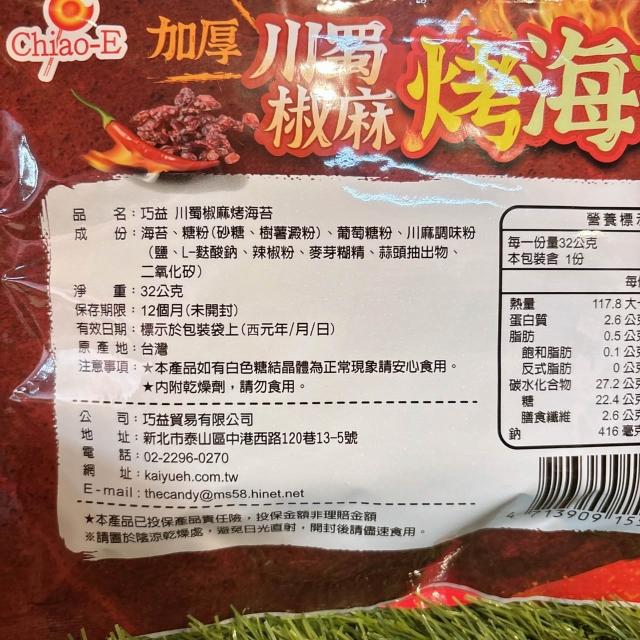 Chiao-E
加厚 川蜀椒麻 烤海
品名：巧益 川蜀椒麻烤海苔
成份：海苔、糖粉(砂糖、樹薯澱粉)、葡萄糖粉、川麻調味粉
(鹽、L-麩酸鈉、辣椒粉、麥芽糊精、蒜頭抽出物、
二氧化矽)
淨重：32公克
保存期限：12個月(未開封)
有效日期：標示於包裝袋上(西元年/月/日)
原產地：台灣
注意事項：★本產品如有白色糖結晶體為正常現象請安心食用。
★內附乾燥劑，請勿食用。
公司：巧益貿易有限公司
地址：新北市泰山區中港西路120巷13-5號
電話：02-2296-0270
網址：kaiyueh.com.tw
E-mail：thecandy@ms58.hinet.net
★本產品已投保產品責任險，投保金額非理賠金額
※請置於陰涼乾燥處，避免日光直射，開封後請儘速食用。
營養標
每一份量32公克
本包裝含 1份
每
熱量 117.8 大
蛋白質 2.6 公
脂肪 0.5 公
飽和脂肪 0.1 公
反式脂肪 0 公
碳水化合物 27.2 公
糖 22.4 公
膳食纖維 2.6 公
鈉 416 毫
4 713909 15